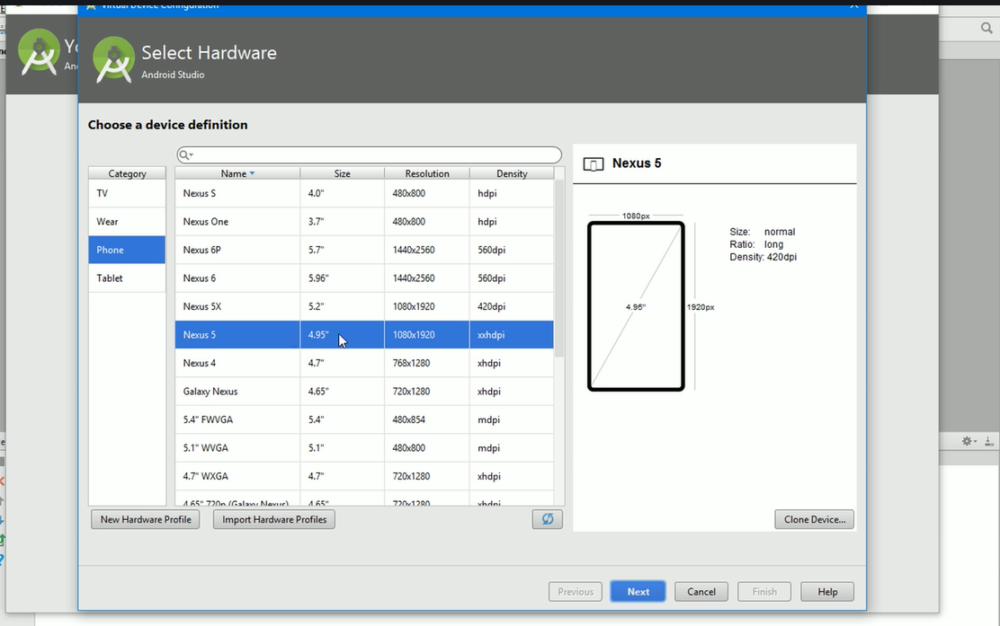 Virtual Device Configuration
Select Hardware
Android Studio
Choose a device definition
Category
TV
Wear
Phone
Tablet
Name Size Resolution Density
Nexus S 4.0" 480x800 hdpi
Nexus One 3.7" 480x800 hdpi
Nexus 6P 5.7" 1440x2560 560dpi
Nexus 6 5.96" 1440x2560 560dpi
Nexus 5X 5.2" 1080x1920 420dpi
Nexus 5 4.95" 1080x1920 xxhdpi
Nexus 4 4.7" 768x1280 xhdpi
Galaxy Nexus 4.65" 720x1280 xhdpi
5.4" FWVGA 5.4" 480x854 mdpi
5.1" WVGA 5.1" 480x800 mdpi
4.7" WXGA 4.7" 720x1280 xhdpi
4.65" 720p (Galaxy Nexus) 4.65" 720x1280 xhdpi
Nexus 5
1080px
4.95"
1920px
Size: normal
Ratio: long
Density: 420dpi
New Hardware Profile
Import Hardware Profiles
Clone Device...
Previous
Next
Cancel
Finish
Help